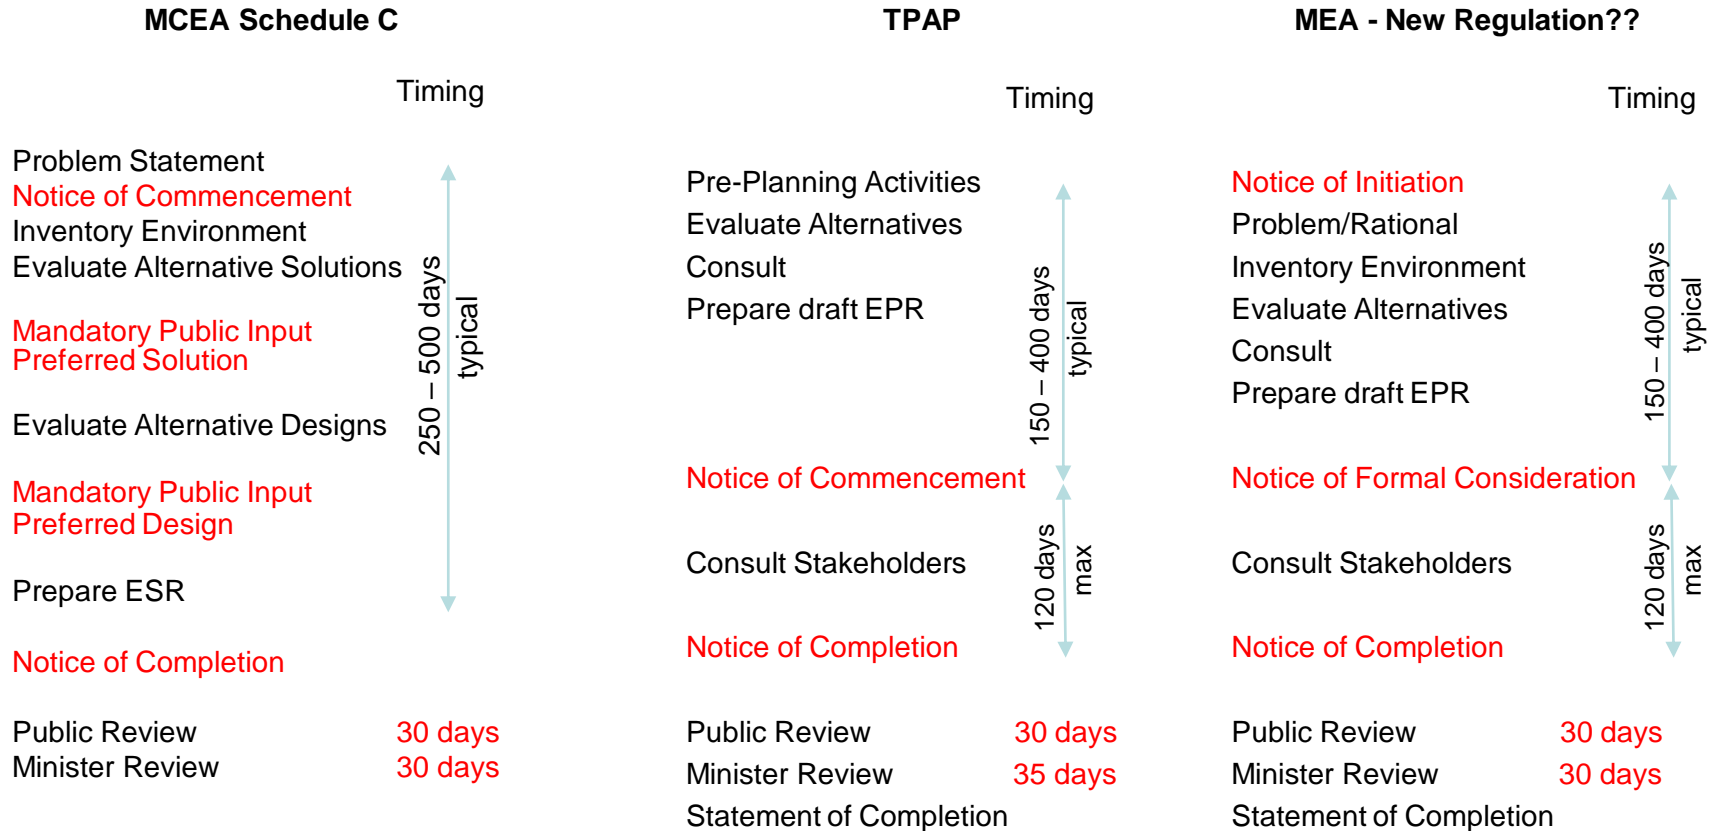 MCEA Schedule C
Timing
Problem Statement
Notice of Commencement
Inventory Environment
Evaluate Alternative Solutions
Mandatory Public Input
Preferred Solution
Evaluate Alternative Designs
Mandatory Public Input
Preferred Design
Prepare ESR
250 – 500 days
typical
Notice of Completion
Public Review 30 days
Minister Review 30 days
TPAP
Timing
Pre-Planning Activities
Evaluate Alternatives
Consult
Prepare draft EPR
150 – 400 days
typical
Notice of Commencement
Consult Stakeholders
120 days
max
Notice of Completion
Public Review 30 days
Minister Review 35 days
Statement of Completion
MEA - New Regulation??
Timing
Notice of Initiation
Problem/Rational
Inventory Environment
Evaluate Alternatives
Consult
Prepare draft EPR
150 – 400 days
typical
Notice of Formal Consideration
Consult Stakeholders
120 days
max
Notice of Completion
Public Review 30 days
Minister Review 30 days
Statement of Completion